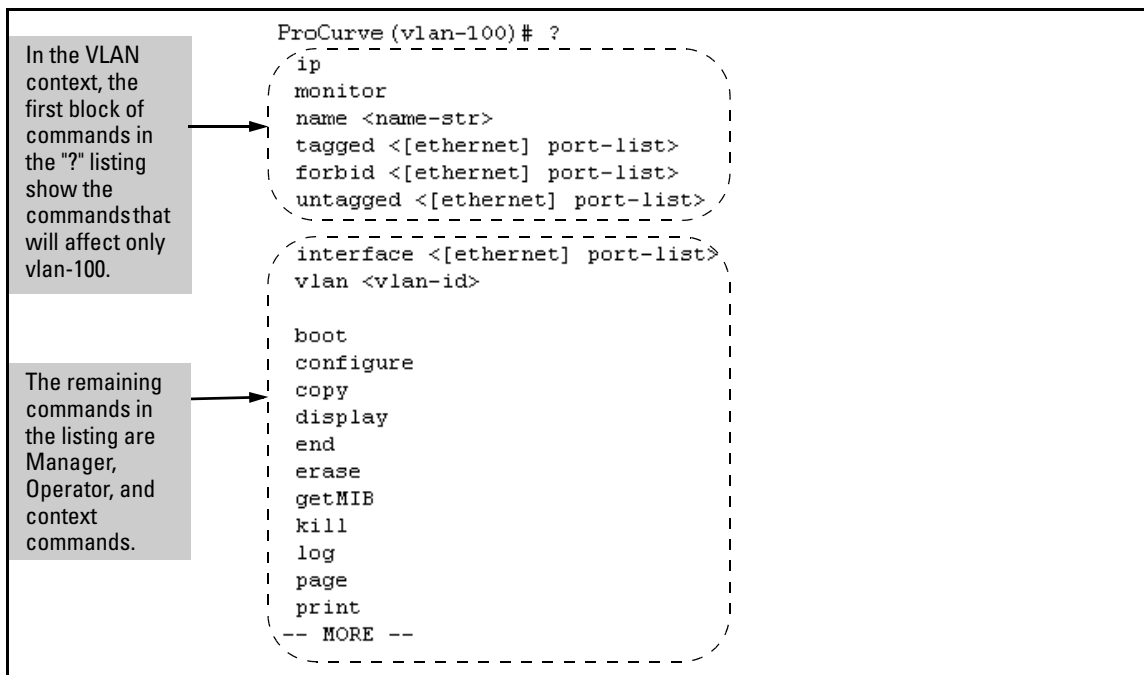 ProCurve(vlan-100)# ?
In the VLAN
context, the
first block of
commands in
the "?" listing
show the
commands that
will affect only
vlan-100.
ip
monitor
name <name-str>
tagged <[ethernet] port-list>
forbid <[ethernet] port-list>
untagged <[ethernet] port-list>
interface <[ethernet] port-list>
vlan <vlan-id>
boot
configure
copy
display
end
erase
getMIB
kill
log
page
print
-- MORE --
The remaining
commands in
the listing are
Manager,
Operator, and
context
commands.